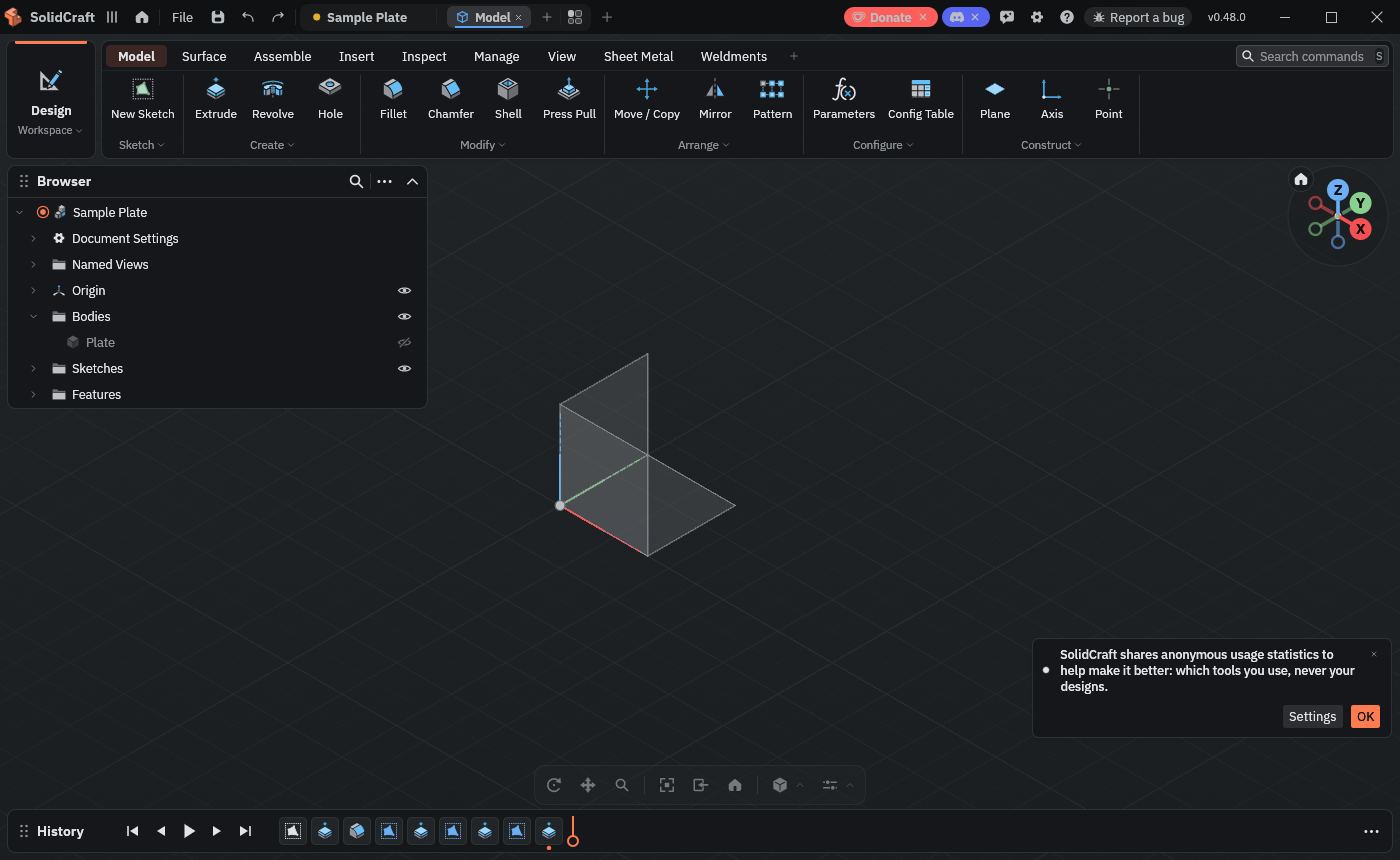 SolidCraft
File
Sample Plate
Model
Donate
Report a bug
v0.48.0
Design
Workspace
Model
Surface
Assemble
Insert
Inspect
Manage
View
Sheet Metal
Weldments
Search commands
S
New Sketch
Extrude
Revolve
Hole
Fillet
Chamfer
Shell
Press Pull
Move / Copy
Mirror
Pattern
Parameters
Config Table
Plane
Axis
Point
Sketch
Create
Modify
Arrange
Configure
Construct
Browser
Sample Plate
Document Settings
Named Views
Origin
Bodies
Plate
Sketches
Features
Z
Y
X
SolidCraft shares anonymous usage statistics to
help make it better: which tools you use, never your
designs.
Settings
OK
History